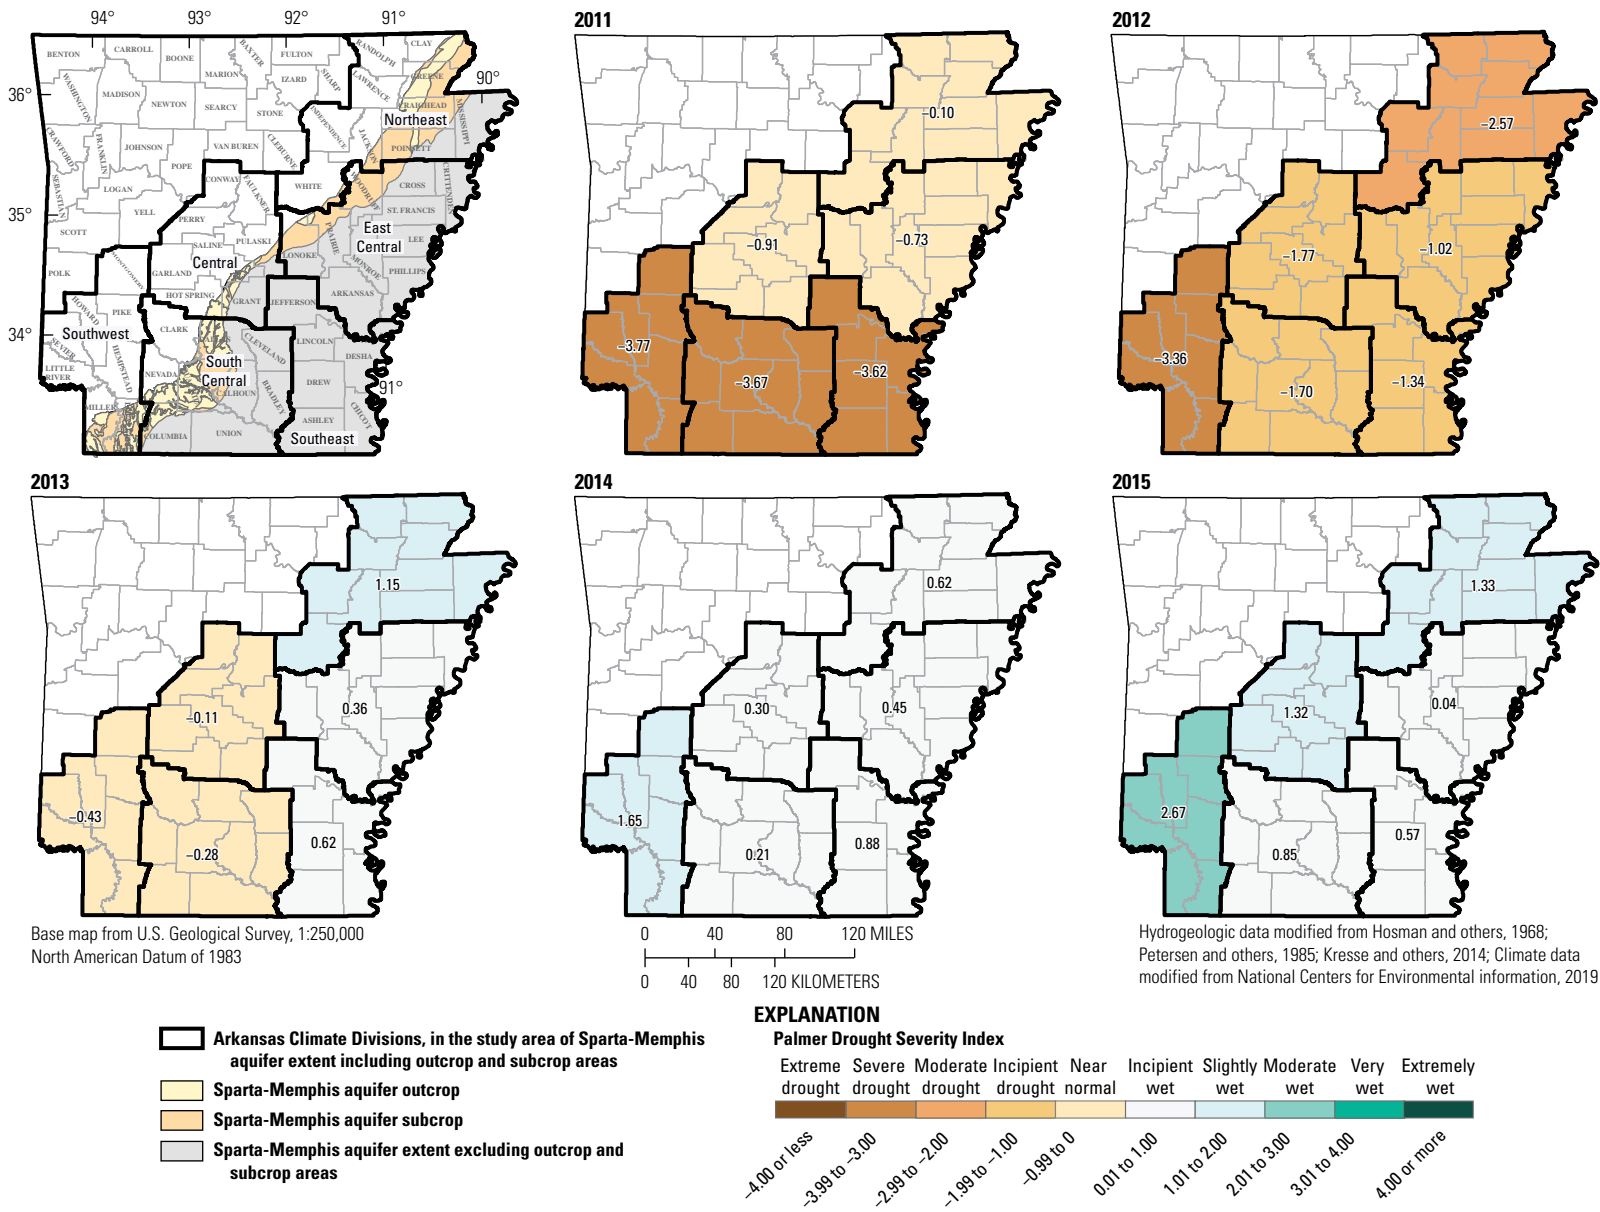 94° 93° 92° 91°
36°
35°
34°
90°
91°
BENTON
CARROLL
BOONE
BAXTER
FULTON
RANDOLPH
CLAY
WASHINGTON
MADISON
NEWTON
MARION
SEARCY
IZARD
SHARP
LAWRENCE
GREENE
STONE
INDEPENDENCE
CRAIGHEAD
MISSISSIPPI
Northeast
CRAWFORD
FRANKLIN
JOHNSON
POPE
VAN BUREN
CLEBURNE
JACKSON
POINSETT
SEBASTIAN
LOGAN
CONWAY
FAULKNER
WHITE
WOODRUFF
CROSS
CRITTENDEN
SCOTT
YELL
PERRY
PULASKI
PRAIRIE
ST. FRANCIS
East
Central
LEE
SALINE
LONOKE
MONROE
PHILLIPS
POLK
MONTGOMERY
GARLAND
Central
HOT SPRING
GRANT
JEFFERSON
ARKANSAS
HOWARD
PIKE
CLARK
Southwest
SEVIER
LITTLE
RIVER
HEMPSTEAD
NEVADA
South
Central
CLEVELAND
LINCOLN
DESHA
CALHOUN
BRADLEY
DREW
CHICOT
MILLER
COLUMBIA
UNION
ASHLEY
Southeast
2011
−0.10
−0.91
−0.73
−3.77
−3.67
−3.62
2012
−2.57
−1.77
−1.02
−3.36
−1.70
−1.34
2013
1.15
−0.11
0.36
−0.43
−0.28
0.62
2014
0.62
0.30
0.45
1.65
0.21
0.88
2015
1.33
1.32
0.04
2.67
0.85
0.57
Base map from U.S. Geological Survey, 1:250,000
North American Datum of 1983
0 40 80 120 MILES
0 40 80 120 KILOMETERS
Hydrogeologic data modified from Hosman and others, 1968;
Petersen and others, 1985; Kresse and others, 2014; Climate data
modified from National Centers for Environmental information, 2019
EXPLANATION
Arkansas Climate Divisions, in the study area of Sparta-Memphis
aquifer extent including outcrop and subcrop areas
Sparta-Memphis aquifer outcrop
Sparta-Memphis aquifer subcrop
Sparta-Memphis aquifer extent excluding outcrop and
subcrop areas
Palmer Drought Severity Index
Extreme Severe Moderate Incipient Near Incipient Slightly Moderate Very Extremely
drought drought drought drought normal wet wet wet wet wet
−4.00 or less
−3.99 to −3.00
−2.99 to −2.00
−1.99 to −1.00
−0.99 to 0
0.01 to 1.00
1.01 to 2.00
2.01 to 3.00
3.01 to 4.00
4.00 or more